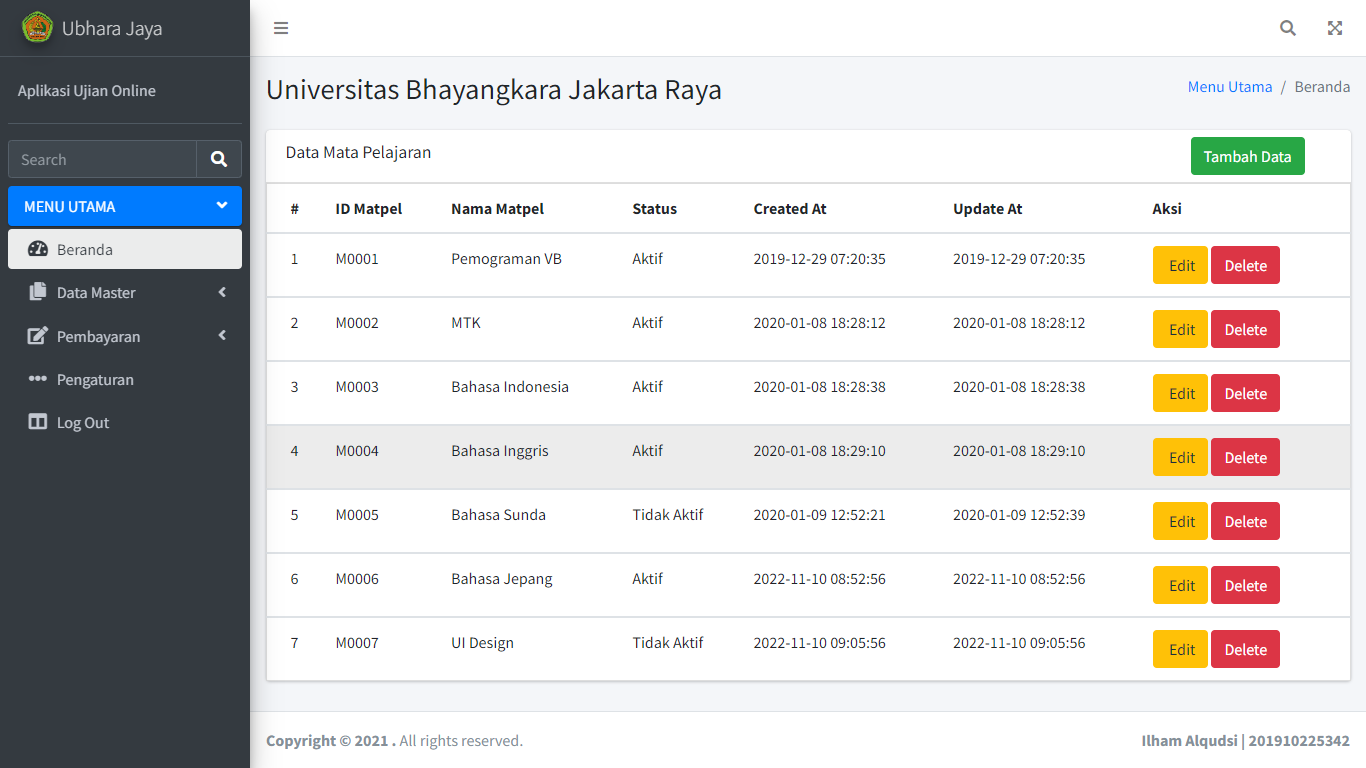 Ubhara Jaya
Aplikasi Ujian Online
Search
MENU UTAMA
Beranda
Data Master
Pembayaran
Pengaturan
Log Out
Universitas Bhayangkara Jakarta Raya
Menu Utama / Beranda
Data Mata Pelajaran
Tambah Data
# ID Matpel Nama Matpel Status Created At Update At Aksi
1 M0001 Pemograman VB Aktif 2019-12-29 07:20:35 2019-12-29 07:20:35 Edit Delete
2 M0002 MTK Aktif 2020-01-08 18:28:12 2020-01-08 18:28:12 Edit Delete
3 M0003 Bahasa Indonesia Aktif 2020-01-08 18:28:38 2020-01-08 18:28:38 Edit Delete
4 M0004 Bahasa Inggris Aktif 2020-01-08 18:29:10 2020-01-08 18:29:10 Edit Delete
5 M0005 Bahasa Sunda Tidak Aktif 2020-01-09 12:52:21 2020-01-09 12:52:39 Edit Delete
6 M0006 Bahasa Jepang Aktif 2022-11-10 08:52:56 2022-11-10 08:52:56 Edit Delete
7 M0007 UI Design Tidak Aktif 2022-11-10 09:05:56 2022-11-10 09:05:56 Edit Delete
Copyright © 2021 . All rights reserved.
Ilham Alqudsi | 201910225342